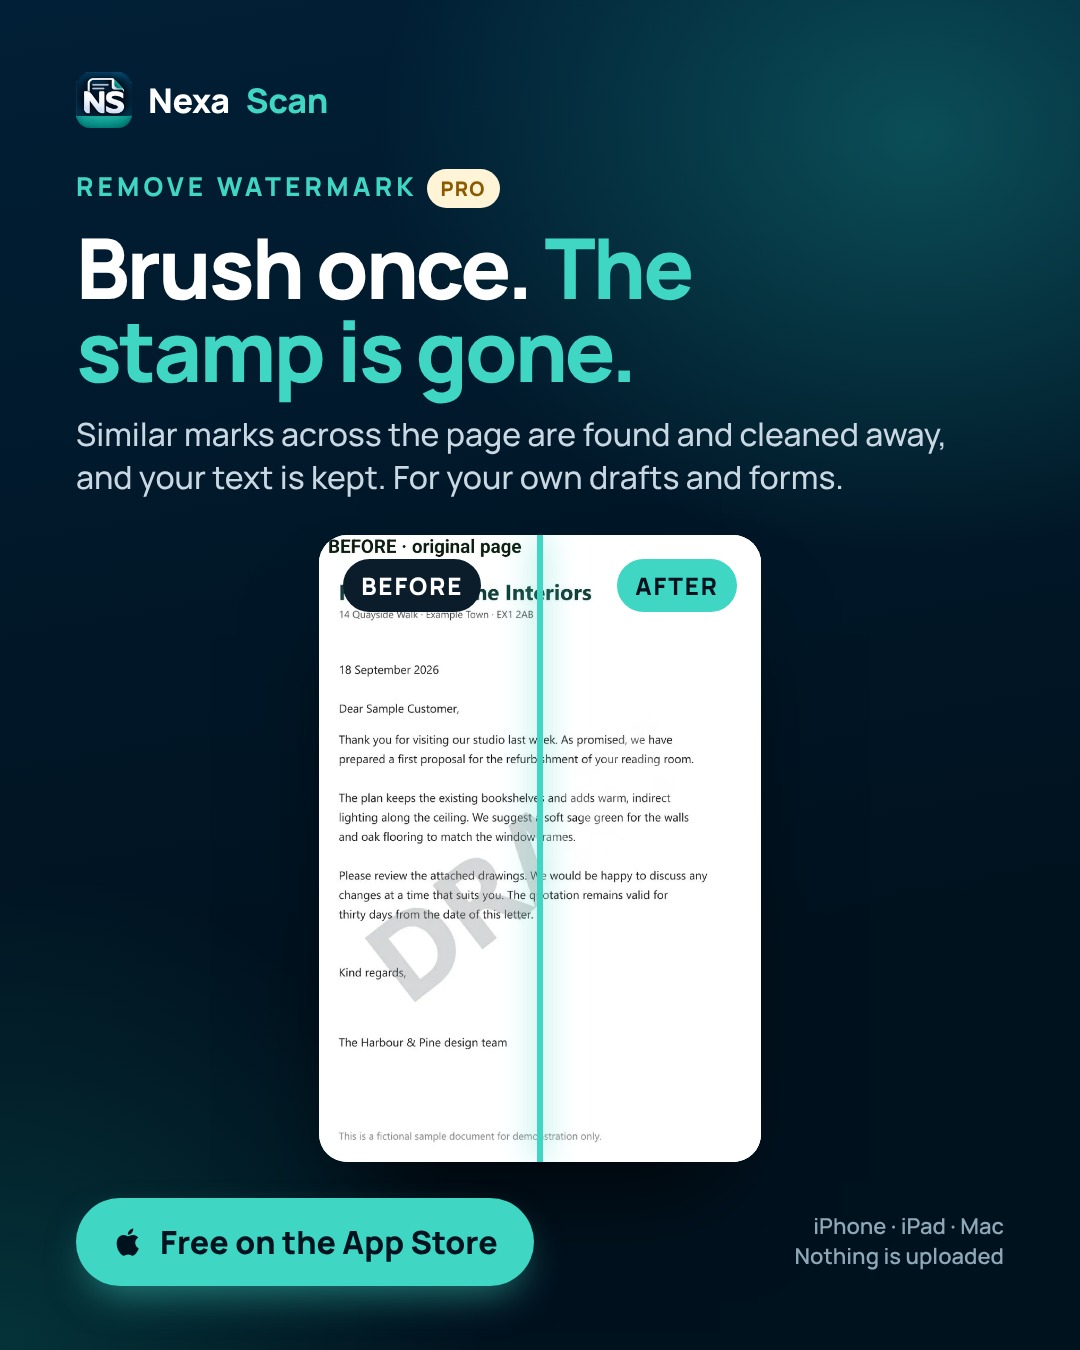 NS
Nexa Scan
REMOVE WATERMARK PRO
Brush once. The
stamp is gone.
Similar marks across the page are found and cleaned away,
and your text is kept. For your own drafts and forms.
BEFORE · original page
BEFORE
AFTER
Interiors
14 Quayside Walk · Example Town · EX1 2AB
18 September 2026
Dear Sample Customer,
Thank you for visiting our studio last week. As promised, we have
prepared a first proposal for the refurbishment of your reading room.
The plan keeps the existing bookshelves and adds warm, indirect
lighting along the ceiling. We suggest a soft sage green for the walls
and oak flooring to match the window frames.
Please review the attached drawings. We would be happy to discuss any
changes at a time that suits you. The quotation remains valid for
thirty days from the date of this letter.
DRA
Kind regards,
The Harbour & Pine design team
This is a fictional sample document for demonstration only.
Free on the App Store
iPhone · iPad · Mac
Nothing is uploaded